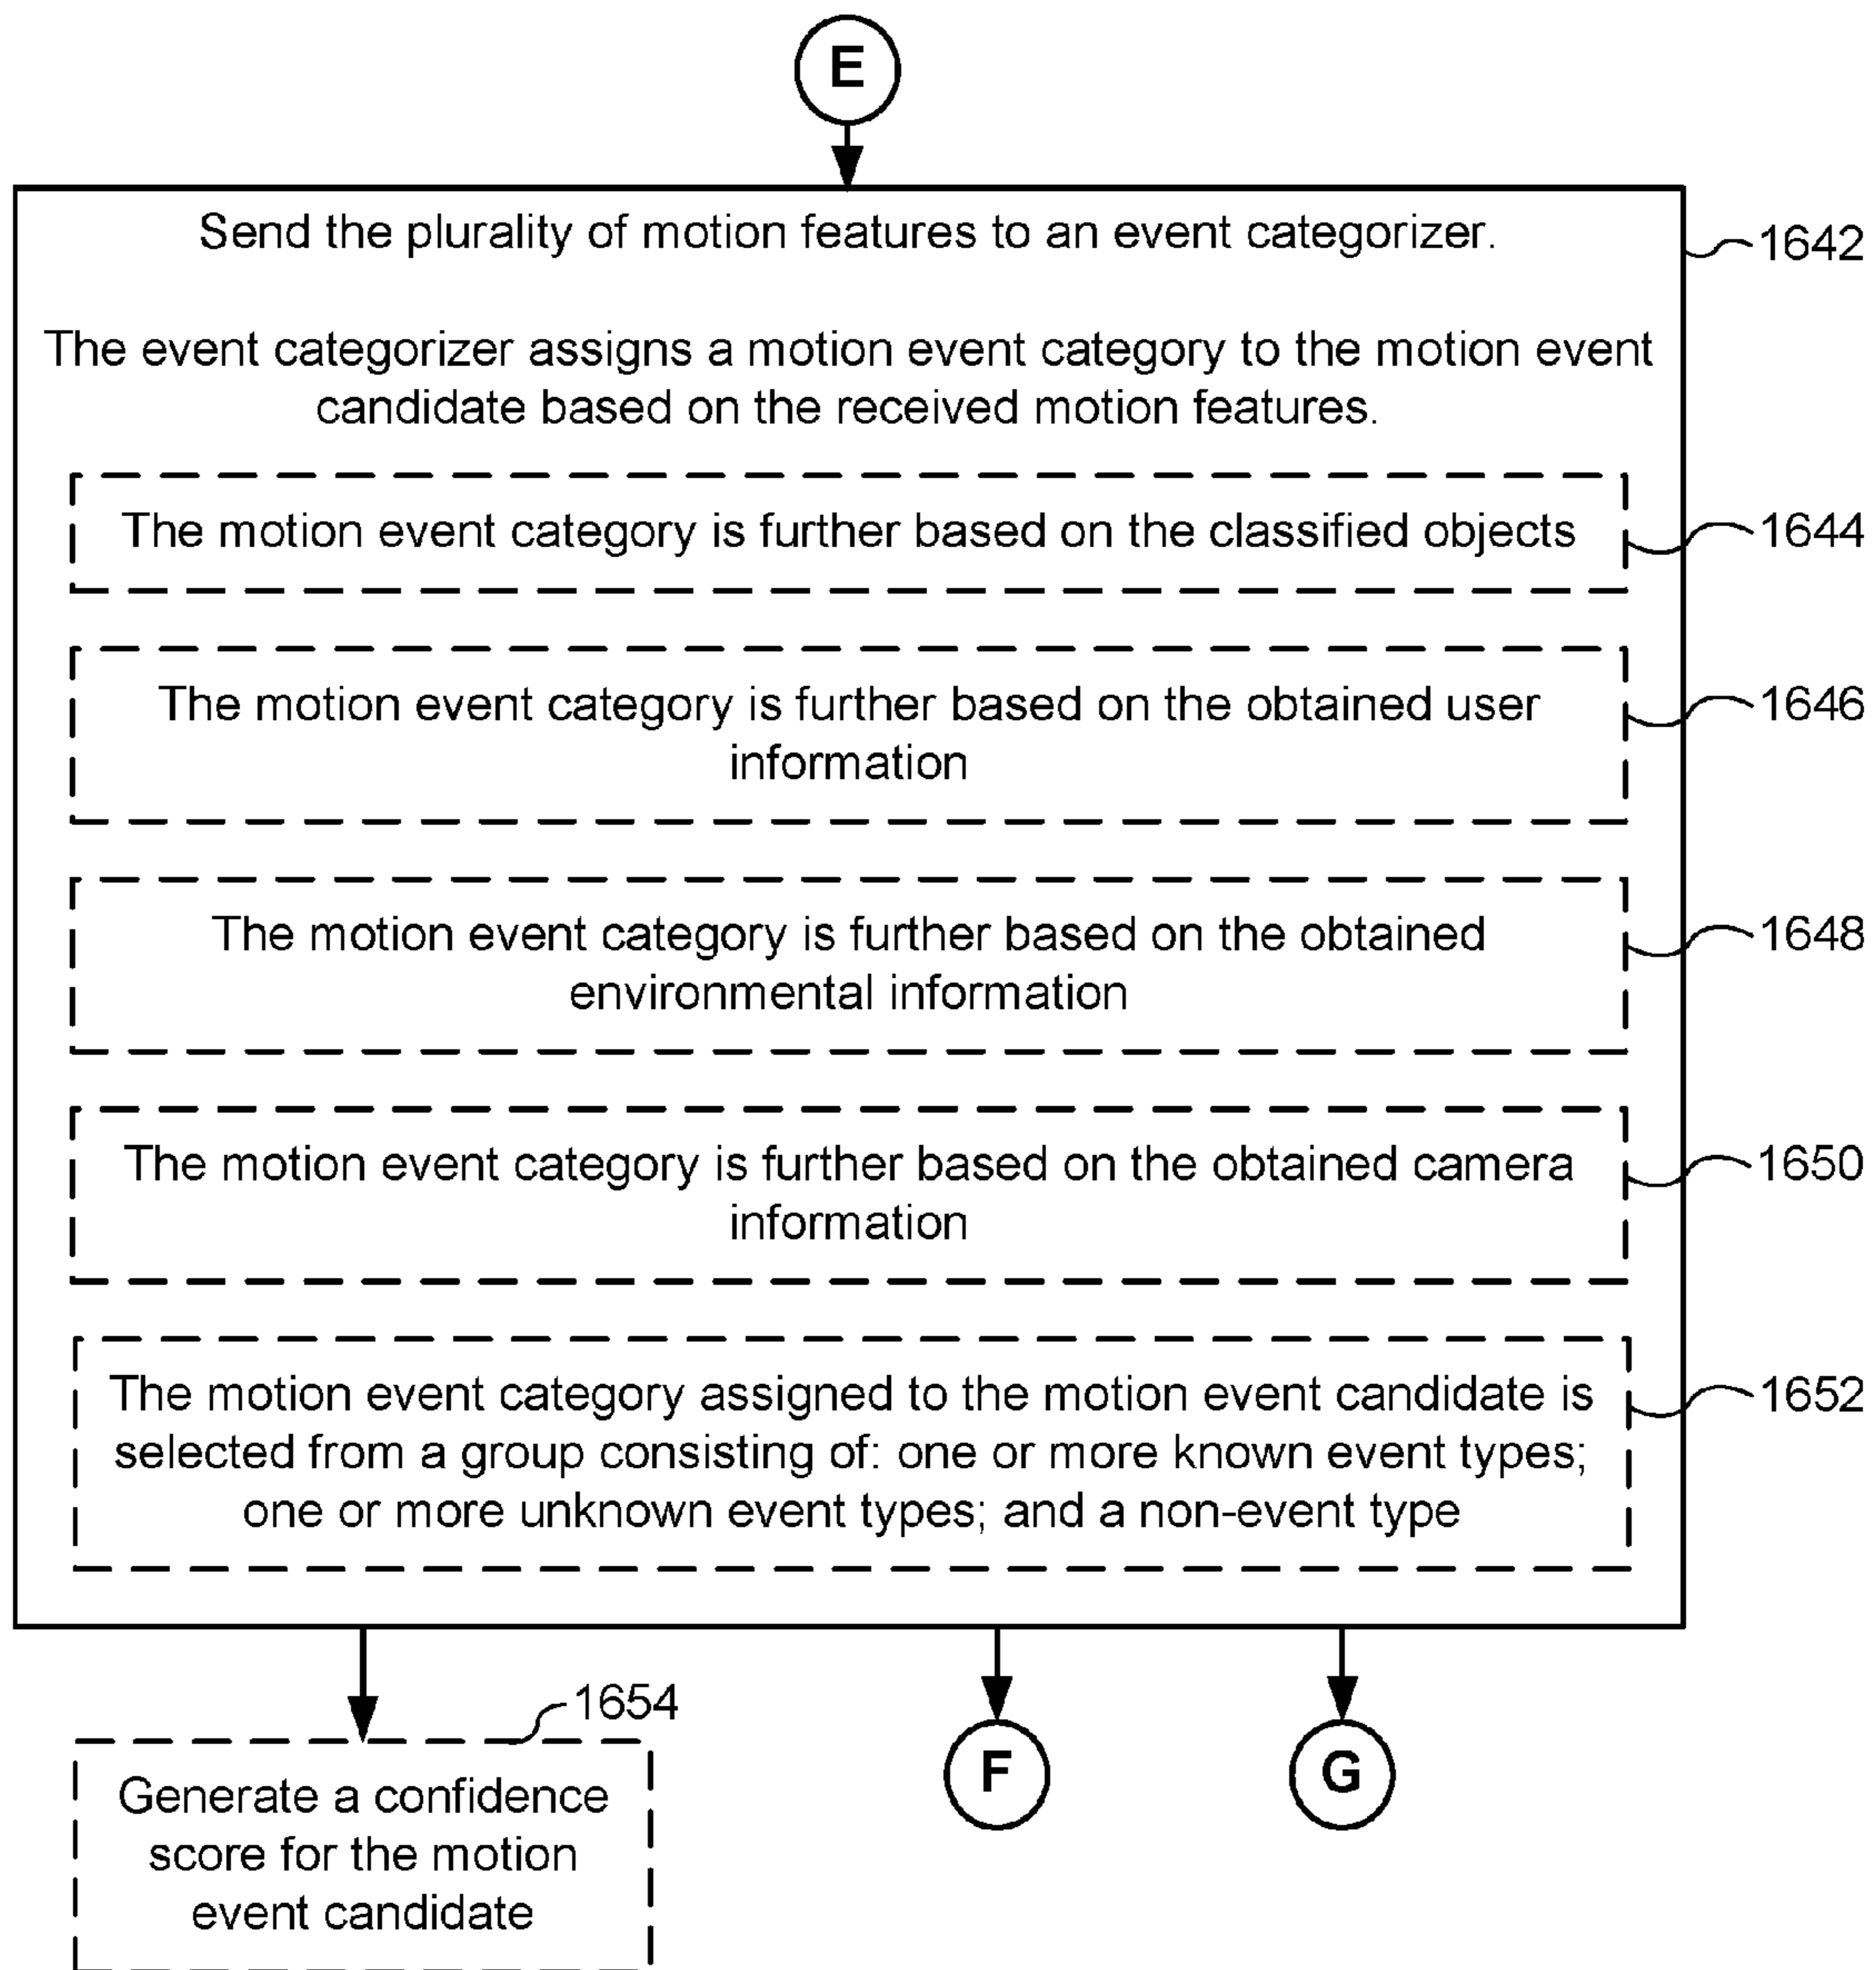 E
Send the plurality of motion features to an event categorizer.
1642
The event categorizer assigns a motion event category to the motion event
candidate based on the received motion features.
The motion event category is further based on the classified objects
1644
The motion event category is further based on the obtained user
information
1646
The motion event category is further based on the obtained
environmental information
1648
The motion event category is further based on the obtained camera
information
1650
The motion event category assigned to the motion event candidate is
selected from a group consisting of: one or more known event types;
one or more unknown event types; and a non-event type
1652
1654
Generate a confidence
score for the motion
event candidate
F
G